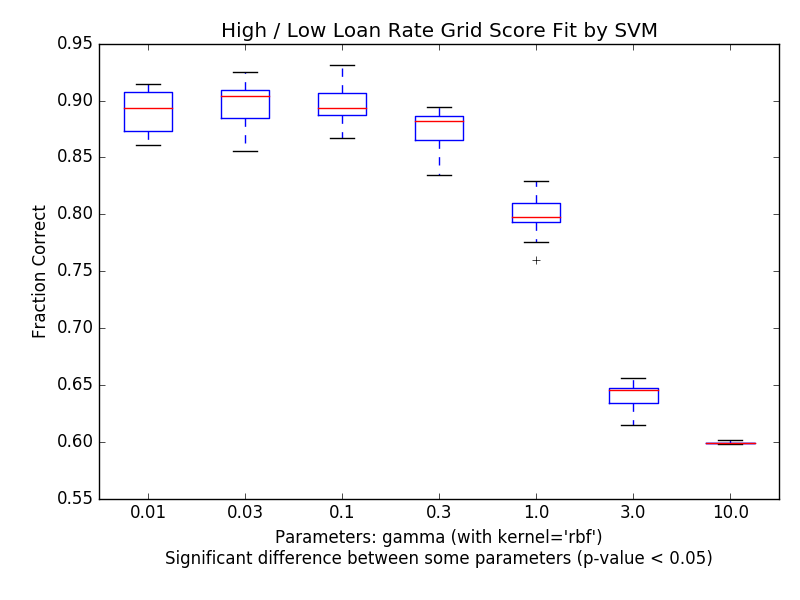 High / Low Loan Rate Grid Score Fit by SVM
0.95
0.90
0.85
0.80
0.75
0.70
0.65
0.60
0.55
Fraction Correct
0.01 0.03 0.1 0.3 1.0 3.0 10.0
Parameters: gamma (with kernel='rbf')
Significant difference between some parameters (p-value < 0.05)